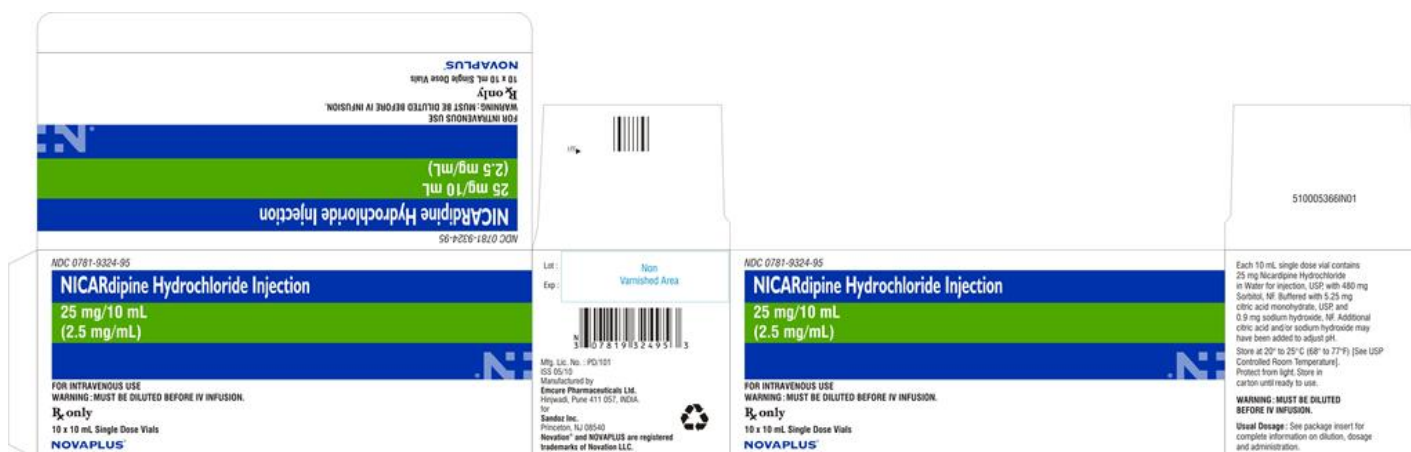 NOVAPLUS®
10 x 10 mL Single Dose Vials
Rx only
WARNING: MUST BE DILUTED BEFORE IV INFUSION.
FOR INTRAVENOUS USE
(2.5 mg/mL)
25 mg/10 mL
NICARdipine Hydrochloride Injection
NDC 0781-9324-95
510005366IN01
NDC 0781-9324-95
NICARdipine Hydrochloride Injection
25 mg/10 mL
(2.5 mg/mL)
FOR INTRAVENOUS USE
WARNING : MUST BE DILUTED BEFORE IV INFUSION.
Rx only
10 x 10 mL Single Dose Vials
NOVAPLUS®
Lot :
Exp :
Non
Varnished Area
N
3 07819 32495 3
Mfg. Lic. No. : PD/101
ISS 05/10
Manufactured by
Emcure Pharmaceuticals Ltd.
Hinjwadi, Pune 411 057, INDIA.
for
Sandoz Inc.
Princeton, NJ 08540
Novation® and NOVAPLUS are registered
trademarks of Novation LLC.
NDC 0781-9324-95
NICARdipine Hydrochloride Injection
25 mg/10 mL
(2.5 mg/mL)
FOR INTRAVENOUS USE
WARNING : MUST BE DILUTED BEFORE IV INFUSION.
Rx only
10 x 10 mL Single Dose Vials
NOVAPLUS®
Each 10 mL single dose vial contains
25 mg Nicardipine Hydrochloride
in Water for injection, USP, with 480 mg
Sorbitol, NF. Buffered with 5.25 mg
citric acid monohydrate, USP, and
0.9 mg sodium hydroxide, NF. Additional
citric acid and/or sodium hydroxide may
have been added to adjust pH.
Store at 20° to 25°C (68° to 77°F) [See USP
Controlled Room Temperature].
Protect from light. Store in
carton until ready to use.
WARNING : MUST BE DILUTED
BEFORE IV INFUSION.
Usual Dosage : See package insert for
complete information on dilution, dosage
and administration.